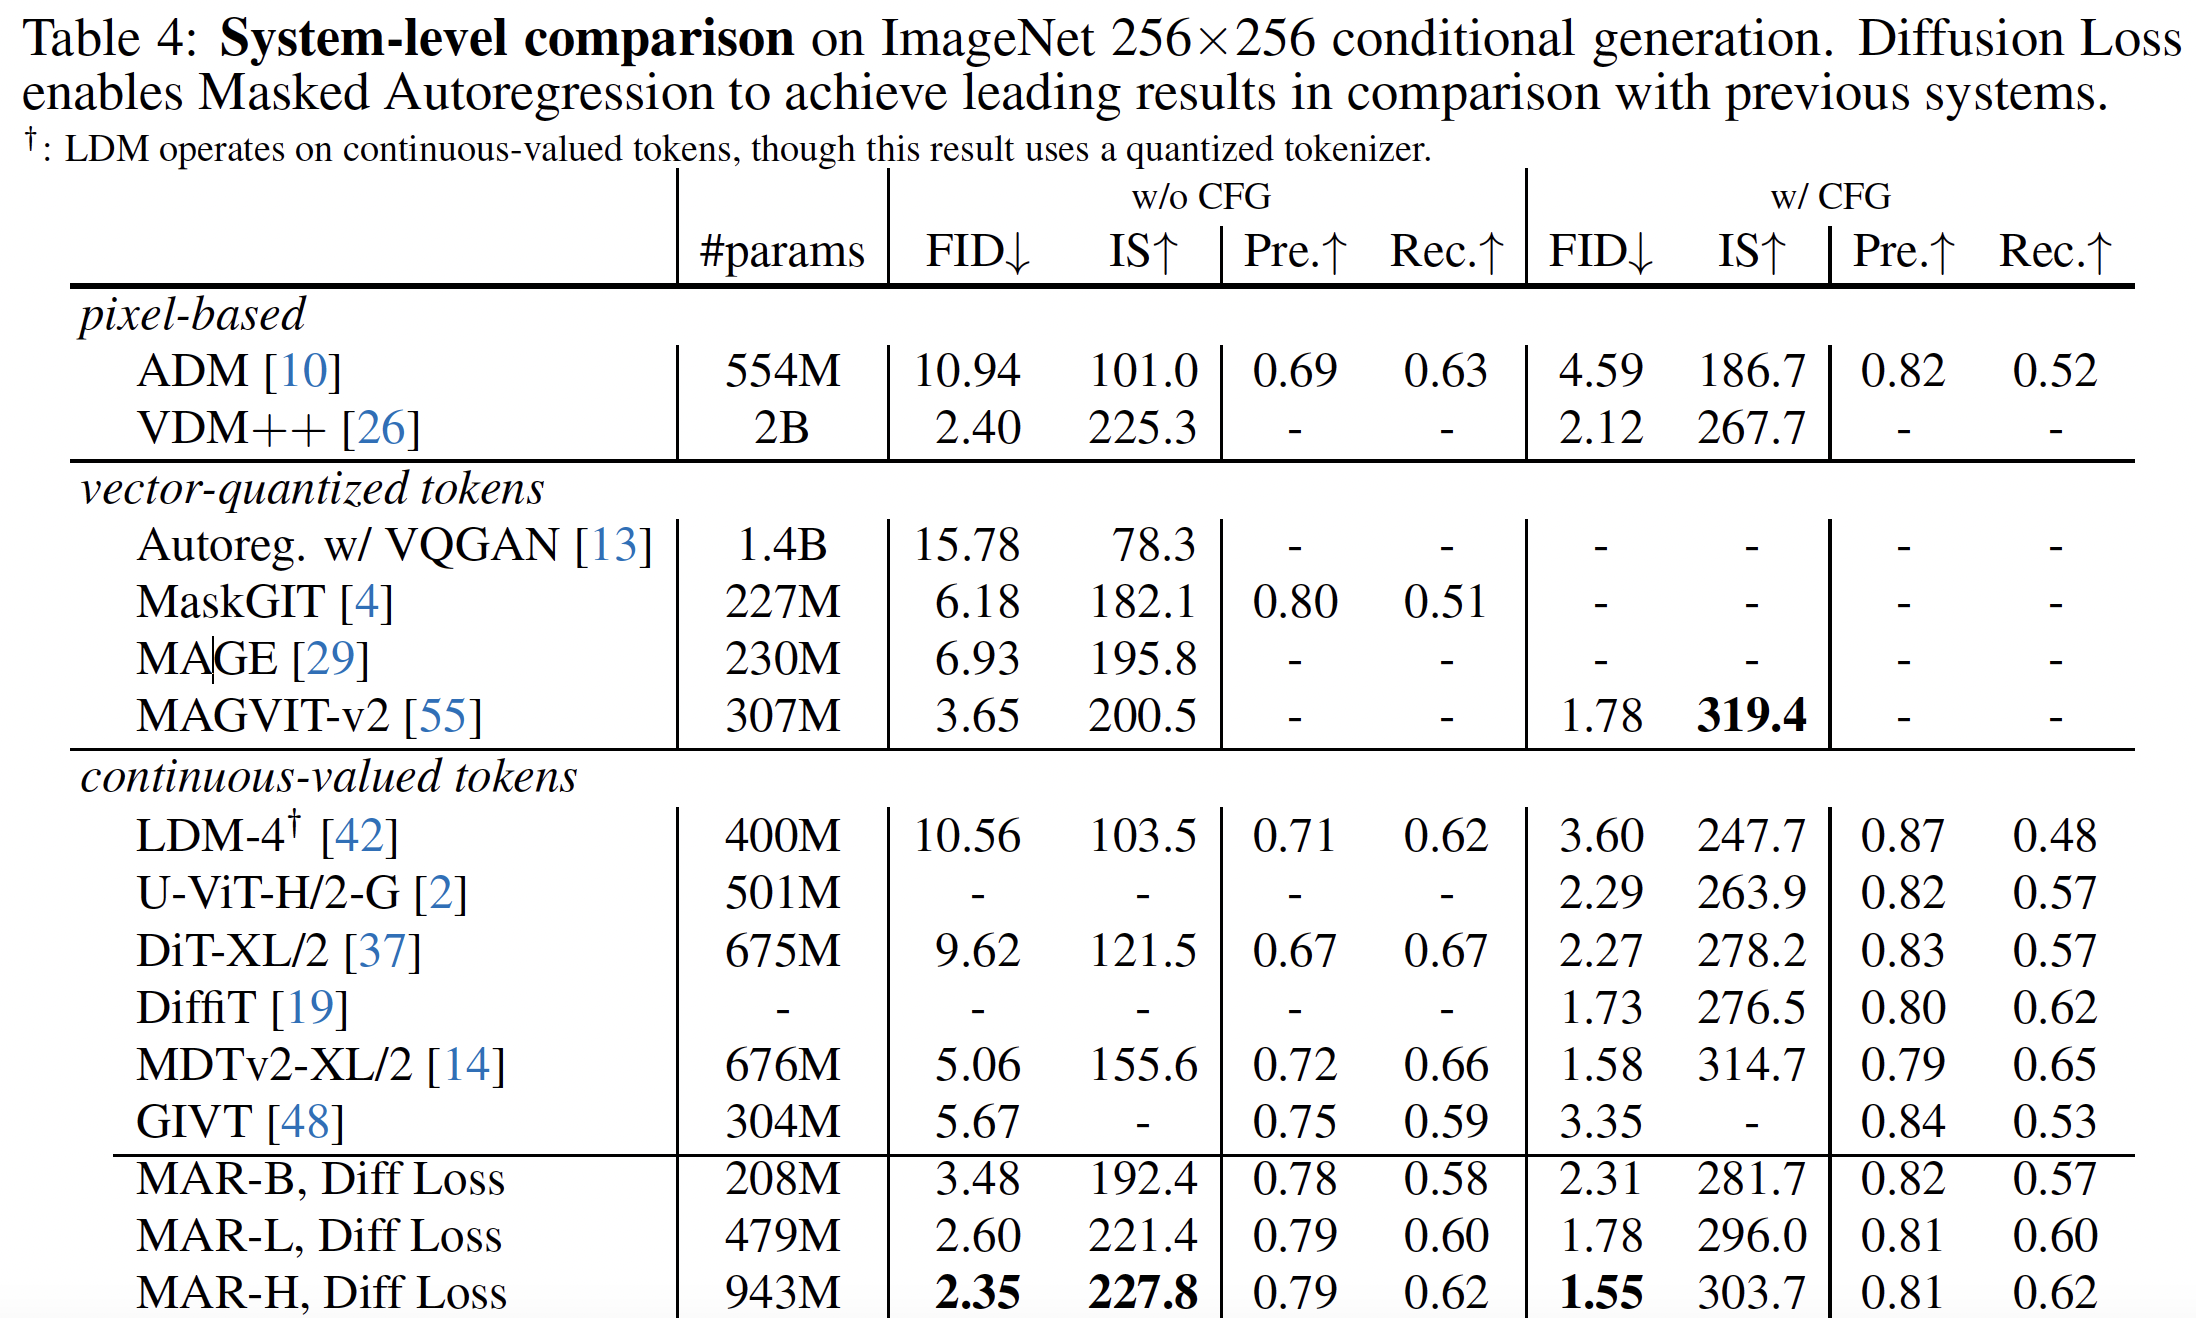 Table 4: System-level comparison on ImageNet 256×256 conditional generation. Diffusion Loss
enables Masked Autoregression to achieve leading results in comparison with previous systems.
†: LDM operates on continuous-valued tokens, though this result uses a quantized tokenizer.
w/o CFG w/ CFG
#params FID↓ IS↑ Pre.↑ Rec.↑ FID↓ IS↑ Pre.↑ Rec.↑
pixel-based
ADM [10] 554M 10.94 101.0 0.69 0.63 4.59 186.7 0.82 0.52
VDM++ [26] 2B 2.40 225.3 - - 2.12 267.7 - -
vector-quantized tokens
Autoreg. w/ VQGAN [13] 1.4B 15.78 78.3 - - - - - -
MaskGIT [4] 227M 6.18 182.1 0.80 0.51 - - - -
MAGE [29] 230M 6.93 195.8 - - - - - -
MAGVIT-v2 [55] 307M 3.65 200.5 - - 1.78 319.4 - -
continuous-valued tokens
LDM-4† [42] 400M 10.56 103.5 0.71 0.62 3.60 247.7 0.87 0.48
U-ViT-H/2-G [2] 501M - - - - 2.29 263.9 0.82 0.57
DiT-XL/2 [37] 675M 9.62 121.5 0.67 0.67 2.27 278.2 0.83 0.57
DiffiT [19] - - - - - 1.73 276.5 0.80 0.62
MDTv2-XL/2 [14] 676M 5.06 155.6 0.72 0.66 1.58 314.7 0.79 0.65
GIVT [48] 304M 5.67 - 0.75 0.59 3.35 - 0.84 0.53
MAR-B, Diff Loss 208M 3.48 192.4 0.78 0.58 2.31 281.7 0.82 0.57
MAR-L, Diff Loss 479M 2.60 221.4 0.79 0.60 1.78 296.0 0.81 0.60
MAR-H, Diff Loss 943M 2.35 227.8 0.79 0.62 1.55 303.7 0.81 0.62